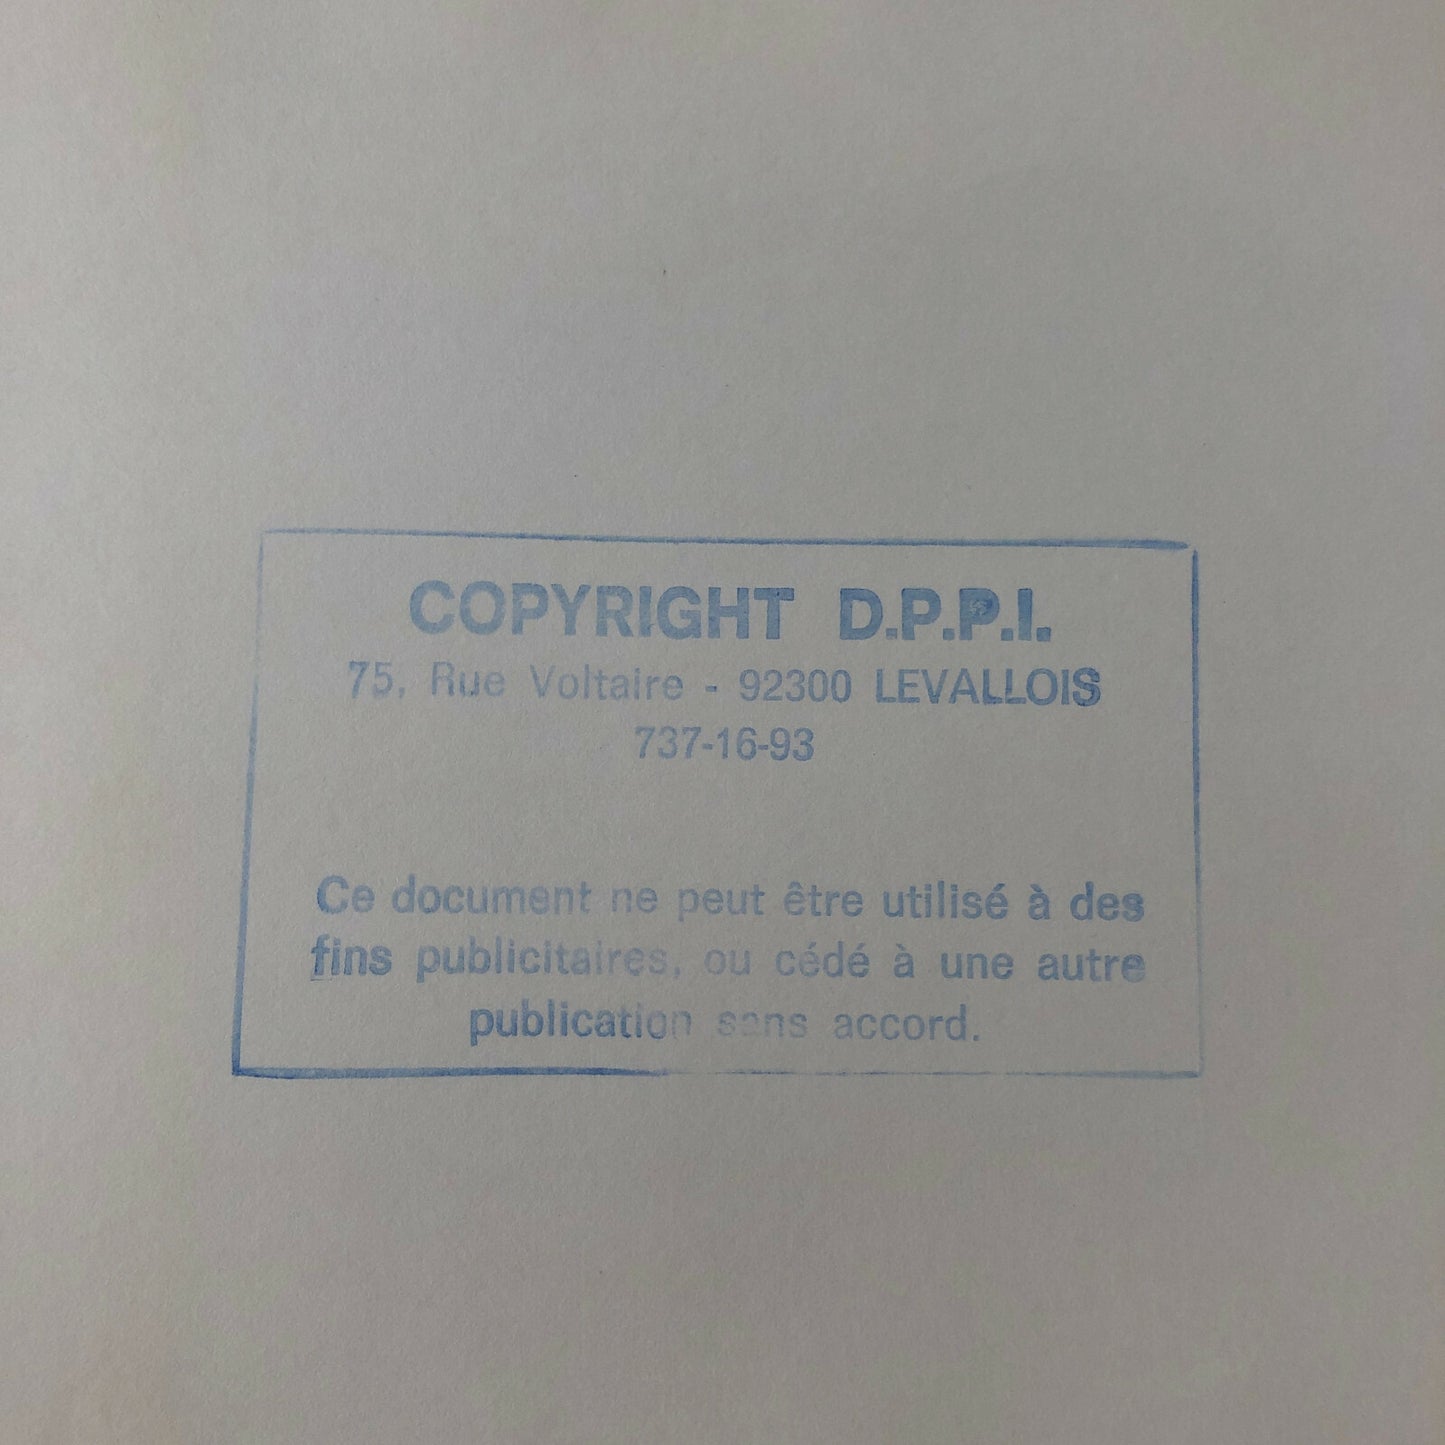 COPYRIGHT D.P.P.I.
75, Rue Voltaire - 92300 LEVALLOIS
737-16-93
Ce document ne peut être utilisé à des
fins publicitaires, ou cédé à une autre
publication sans accord.